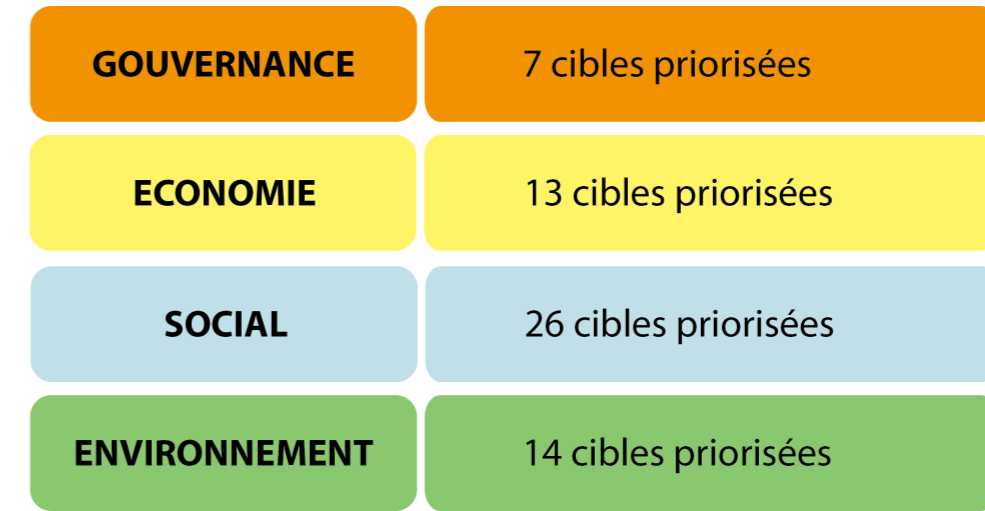 GOUVERNANCE 7 cibles priorisées
ECONOMIE 13 cibles priorisées
SOCIAL 26 cibles priorisées
ENVIRONNEMENT 14 cibles priorisées